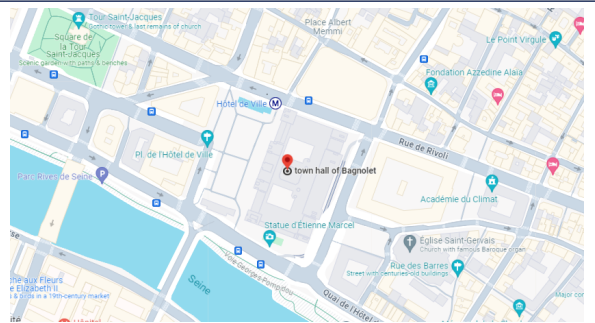 Tour Saint-Jacques
Gothic tower & last remains of church
Place Albert
Memmi
Square de
la Tour
Saint-Jacques
Scenic garden with paths & benches
Le Point Virgule
Fondation Azzedine Alaïa
Hôtel de Ville
Rue de Rivoli
Pl. de l'Hôtel de Ville
town hall of Bagnolet
Parc Rives de Seine
Académie du Climat
Statue d'Étienne Marcel
Église Saint-Gervais
Church with famous Baroque organ
Rue des Barres
Street with centuries-old buildings
Voie Georges Pompidou
Seine
Quai de l'Hôtel
he aux Fleurs
e Elizabeth II
s & birds in a 19th-century market
Major cor